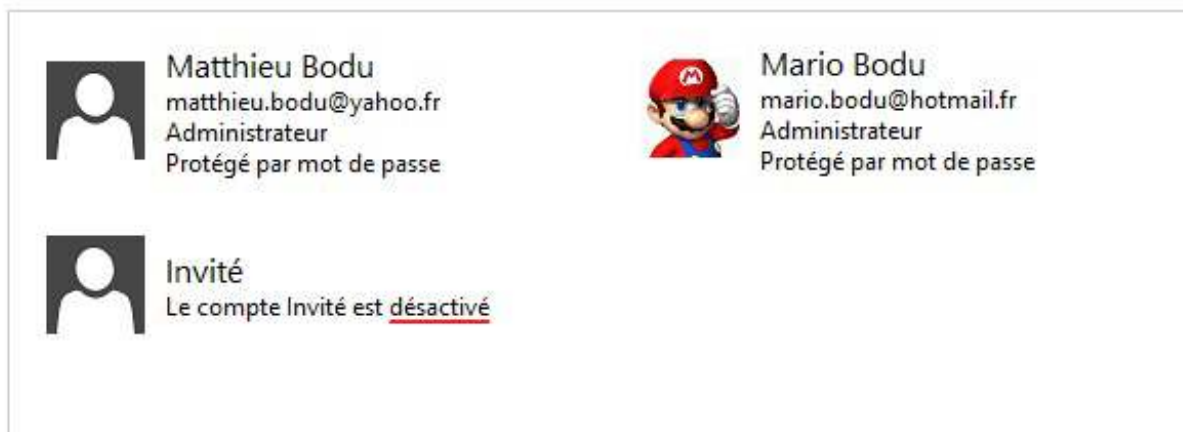 Matthieu Bodu
matthieu.bodu@yahoo.fr
Administrateur
Protégé par mot de passe
Mario Bodu
mario.bodu@hotmail.fr
Administrateur
Protégé par mot de passe
Invité
Le compte Invité est désactivé